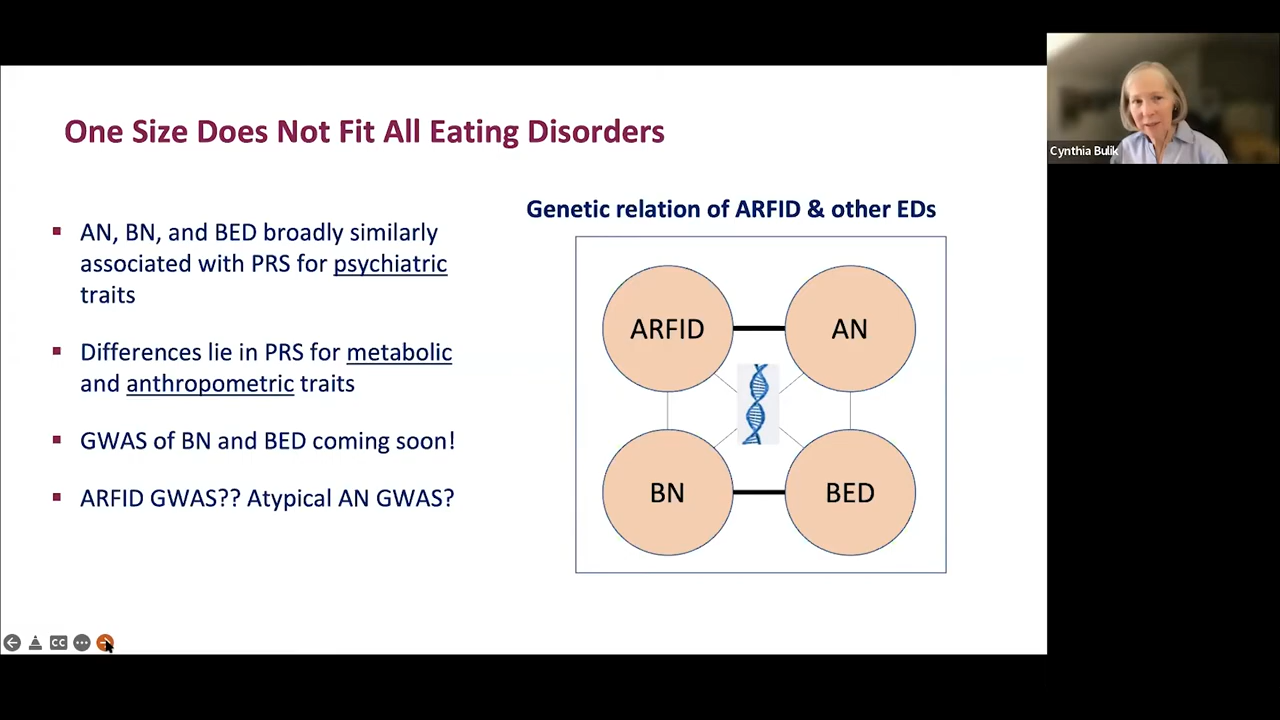 One Size Does Not Fit All Eating Disorders
AN, BN, and BED broadly similarly
associated with PRS for psychiatric
traits
Differences lie in PRS for metabolic
and anthropometric traits
GWAS of BN and BED coming soon!
ARFID GWAS?? Atypical AN GWAS?
Genetic relation of ARFID & other EDs
ARFID
AN
BN
BED
CC
Cynthia Bulik